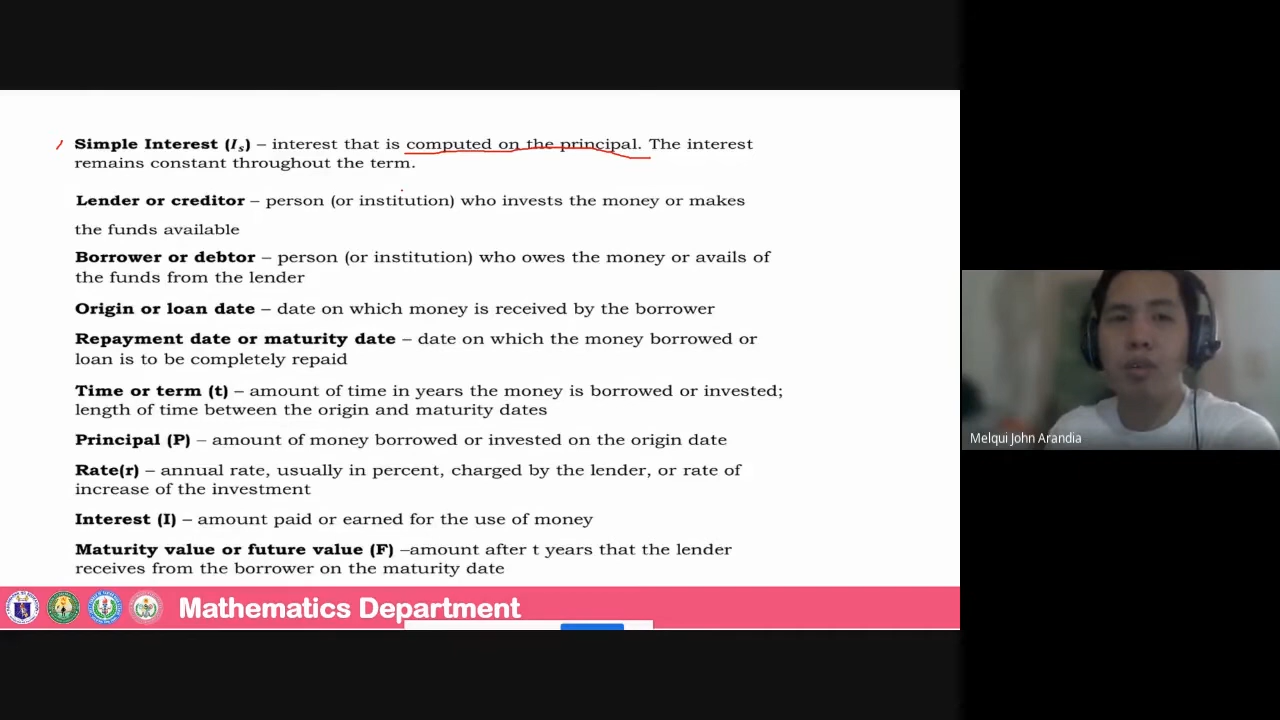 Simple Interest (Iₛ) – interest that is computed on the principal. The interest
remains constant throughout the term.
Lender or creditor – person (or institution) who invests the money or makes
the funds available
Borrower or debtor – person (or institution) who owes the money or avails of
the funds from the lender
Origin or loan date – date on which money is received by the borrower
Repayment date or maturity date – date on which the money borrowed or
loan is to be completely repaid
Time or term (t) – amount of time in years the money is borrowed or invested;
length of time between the origin and maturity dates
Principal (P) – amount of money borrowed or invested on the origin date
Rate(r) – annual rate, usually in percent, charged by the lender, or rate of
increase of the investment
Interest (I) – amount paid or earned for the use of money
Maturity value or future value (F) –amount after t years that the lender
receives from the borrower on the maturity date
Mathematics Department
Melqui John Arandia